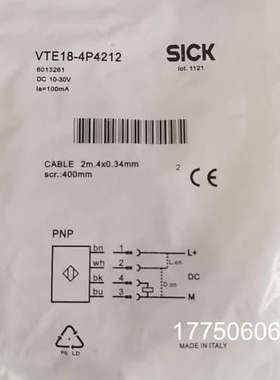 VTE18-4P4212
SICK
6013261
lot. 1121
DC 10-30V
Ia=100mA
CABLE 2m.4x0.34mm
scr.:400mm
2
CE
PNP
bn 1 L+
wh 2 L.on
bk 4 D.on DC
bu 3 M
PE LD
MADE IN ITALY
17750606